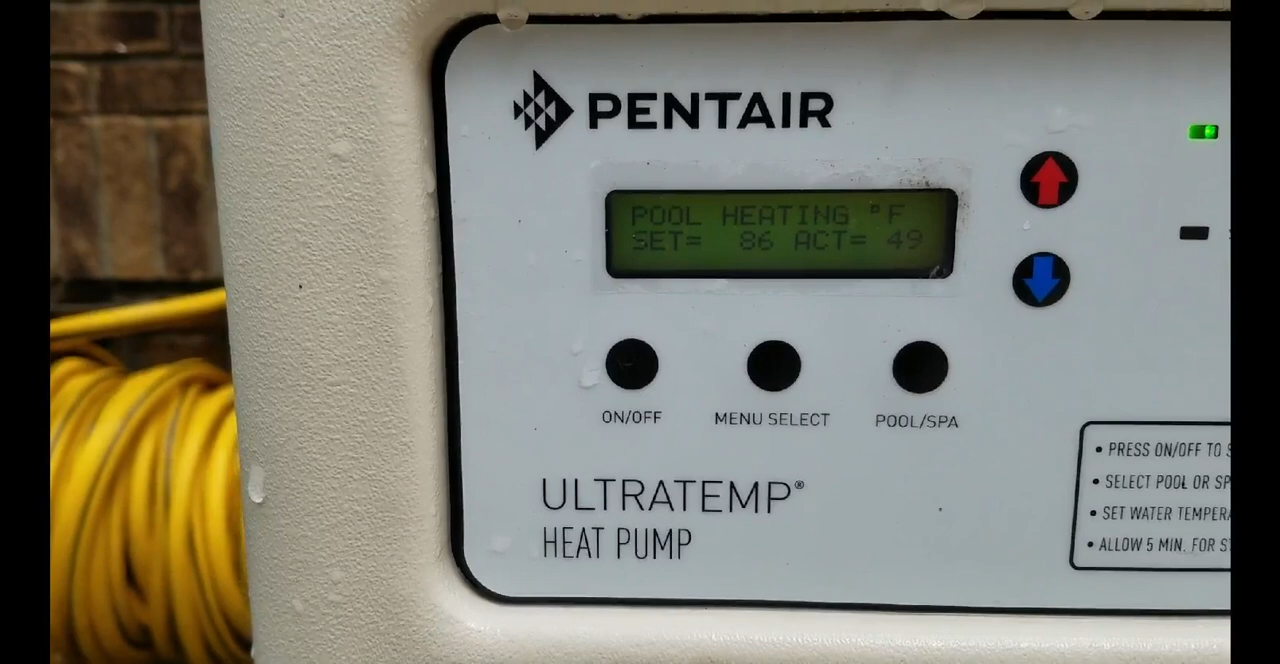 PENTAIR
POOL HEATING °F
SET= 86 ACT= 49
ON/OFF MENU SELECT POOL/SPA
ULTRATEMP®
HEAT PUMP
• PRESS ON/OFF TO
• SELECT POOL OR
• SET WATER
• ALLOW 5 MIN. FOR